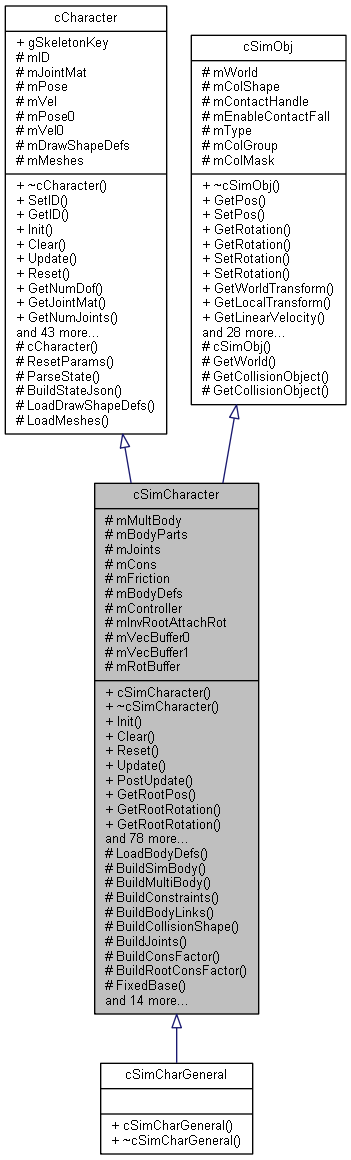 cCharacter
+ gSkeletonKey
# mID
# mJointMat
# mPose
# mVel
# mPose0
# mVel0
# mDrawShapeDefs
# mMeshes
+ ~cCharacter()
+ SetID()
+ GetID()
+ Init()
+ Clear()
+ Update()
+ Reset()
+ GetNumDof()
+ GetJointMat()
+ GetNumJoints()
and 43 more...
# cCharacter()
# ResetParams()
# ParseState()
# BuildStateJson()
# LoadDrawShapeDefs()
# LoadMeshes()
cSimObj
# mWorld
# mColShape
# mContactHandle
# mEnableContactFall
# mType
# mColGroup
# mColMask
+ ~cSimObj()
+ GetPos()
+ SetPos()
+ GetRotation()
+ GetRotation()
+ SetRotation()
+ SetRotation()
+ GetWorldTransform()
+ GetLocalTransform()
+ GetLinearVelocity()
and 28 more...
# cSimObj()
# GetWorld()
# GetCollisionObject()
# GetCollisionObject()
cSimCharacter
# mMultBody
# mBodyParts
# mJoints
# mCons
# mFriction
# mBodyDefs
# mController
# mInvRootAttachRot
# mVecBuffer0
# mVecBuffer1
# mRotBuffer
+ cSimCharacter()
+ ~cSimCharacter()
+ Init()
+ Clear()
+ Reset()
+ Update()
+ PostUpdate()
+ GetRootPos()
+ GetRootRotation()
+ GetRootRotation()
and 78 more...
# LoadBodyDefs()
# BuildSimBody()
# BuildMultiBody()
# BuildConstraints()
# BuildBodyLinks()
# BuildCollisionShape()
# BuildJoints()
# BuildConsFactor()
# BuildRootConsFactor()
# FixedBase()
and 14 more...
cSimCharGeneral
+ cSimCharGeneral()
+ ~cSimCharGeneral()